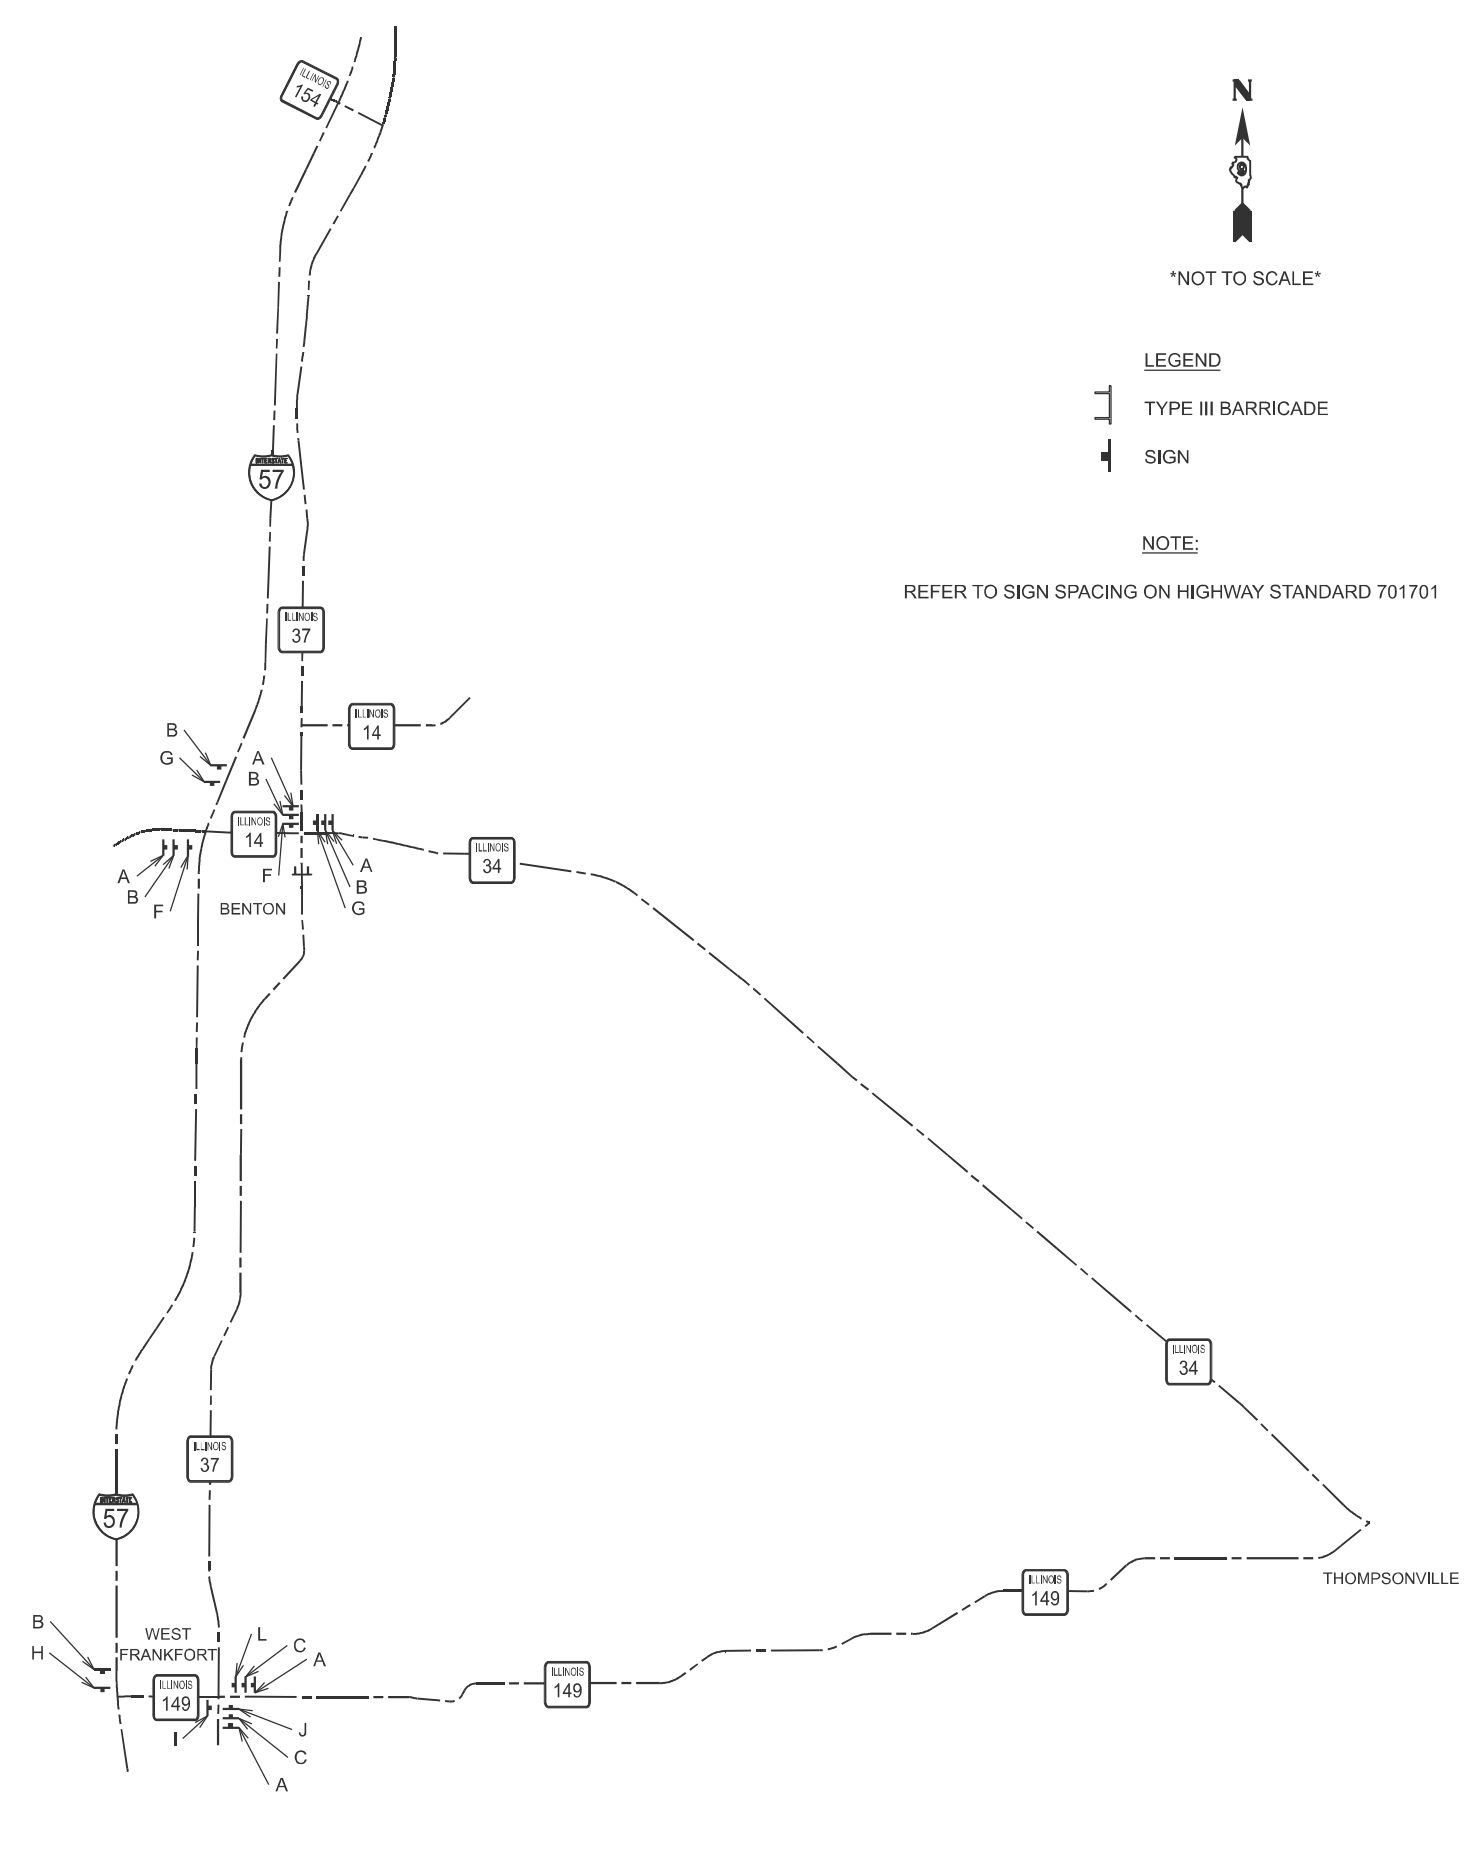 ILLINOIS
154
N
9
*NOT TO SCALE*
LEGEND
TYPE III BARRICADE
SIGN
INTERSTATE
57
NOTE:
REFER TO SIGN SPACING ON HIGHWAY STANDARD 701701
ILLINOIS
37
ILLINOIS
14
B
G
A
B
ILLINOIS
14
ILLINOIS
34
A
B
F
F
A
B
G
BENTON
ILLINOIS
34
ILLINOIS
37
INTERSTATE
57
THOMPSONVILLE
ILLINOIS
149
B
H
WEST
FRANKFORT
L
C
A
ILLINOIS
149
ILLINOIS
149
I
J
C
A